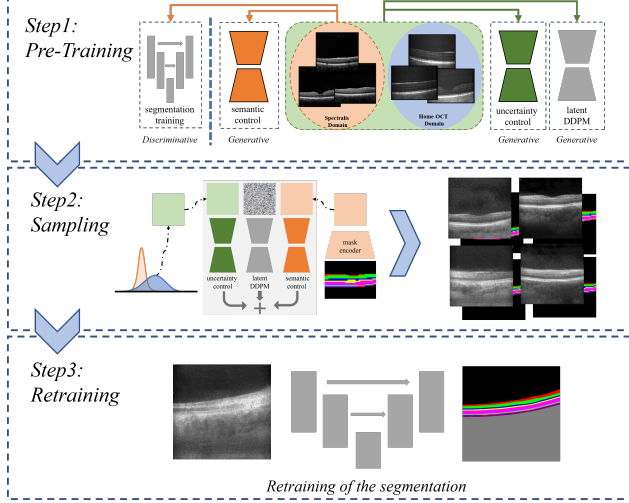 Step1:
Pre-Training
segmentation
training
semantic
control
Spectralis
Domain
Home-OCT
Domain
uncertainty
control
latent
DDPM
Discriminative
Generative
Generative
Generative
Step2:
Sampling
mask
encoder
uncertainty
control
latent
DDPM
semantic
control
Step3:
Retraining
Retraining of the segmentation